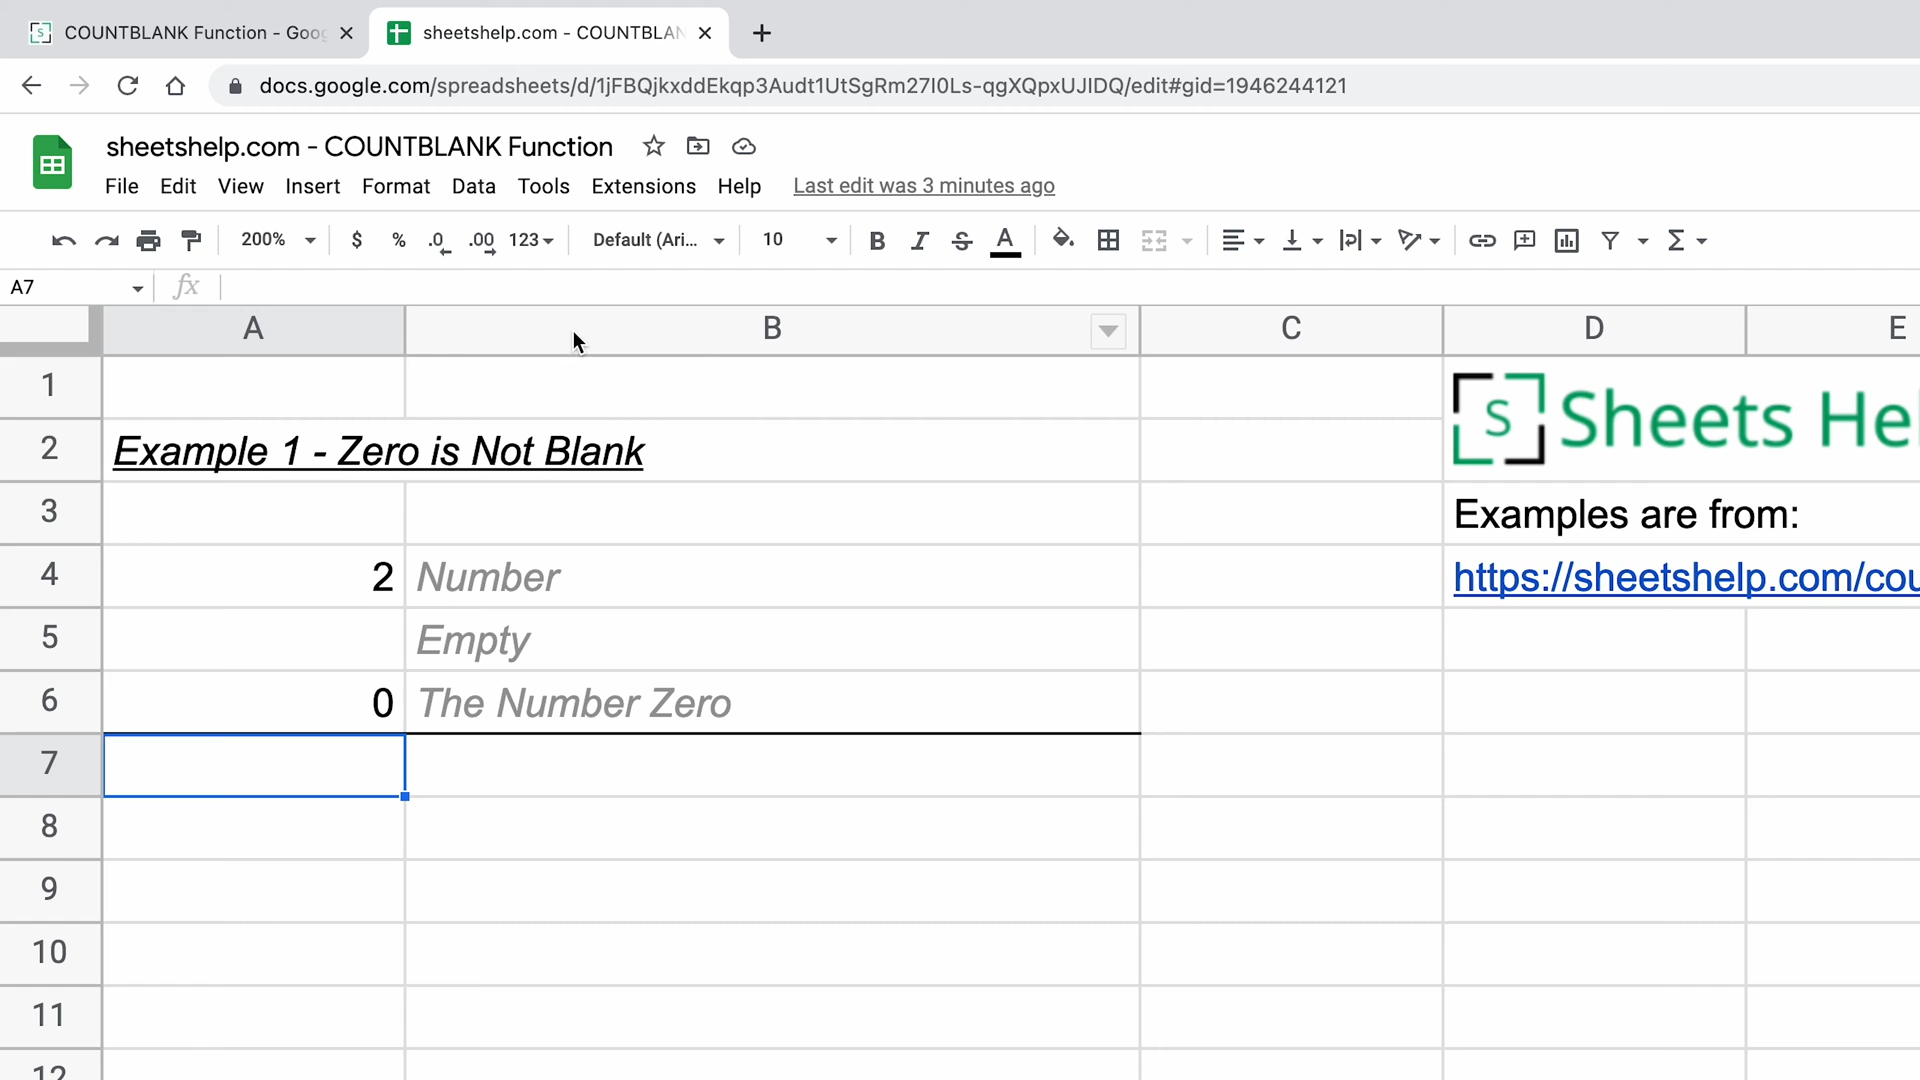 COUNTBLANK Function - Goog
sheetshelp.com - COUNTBLAN
docs.google.com/spreadsheets/d/1jFBQjkxddEkqp3Audt1UtSgRm27I0Ls-qgXQpxUJIDQ/edit#gid=1946244121
sheetshelp.com - COUNTBLANK Function
File Edit View Insert Format Data Tools Extensions Help Last edit was 3 minutes ago
200% $ % .0 .00 123 Default (Ari... 10 B I S A Σ
A7 fx
A B C D E
1
S Sheets Hel
2 Example 1 - Zero is Not Blank
3 Examples are from:
4 2 Number https://sheetshelp.com/cou
5 Empty
6 0 The Number Zero
7
8
9
10
11
12